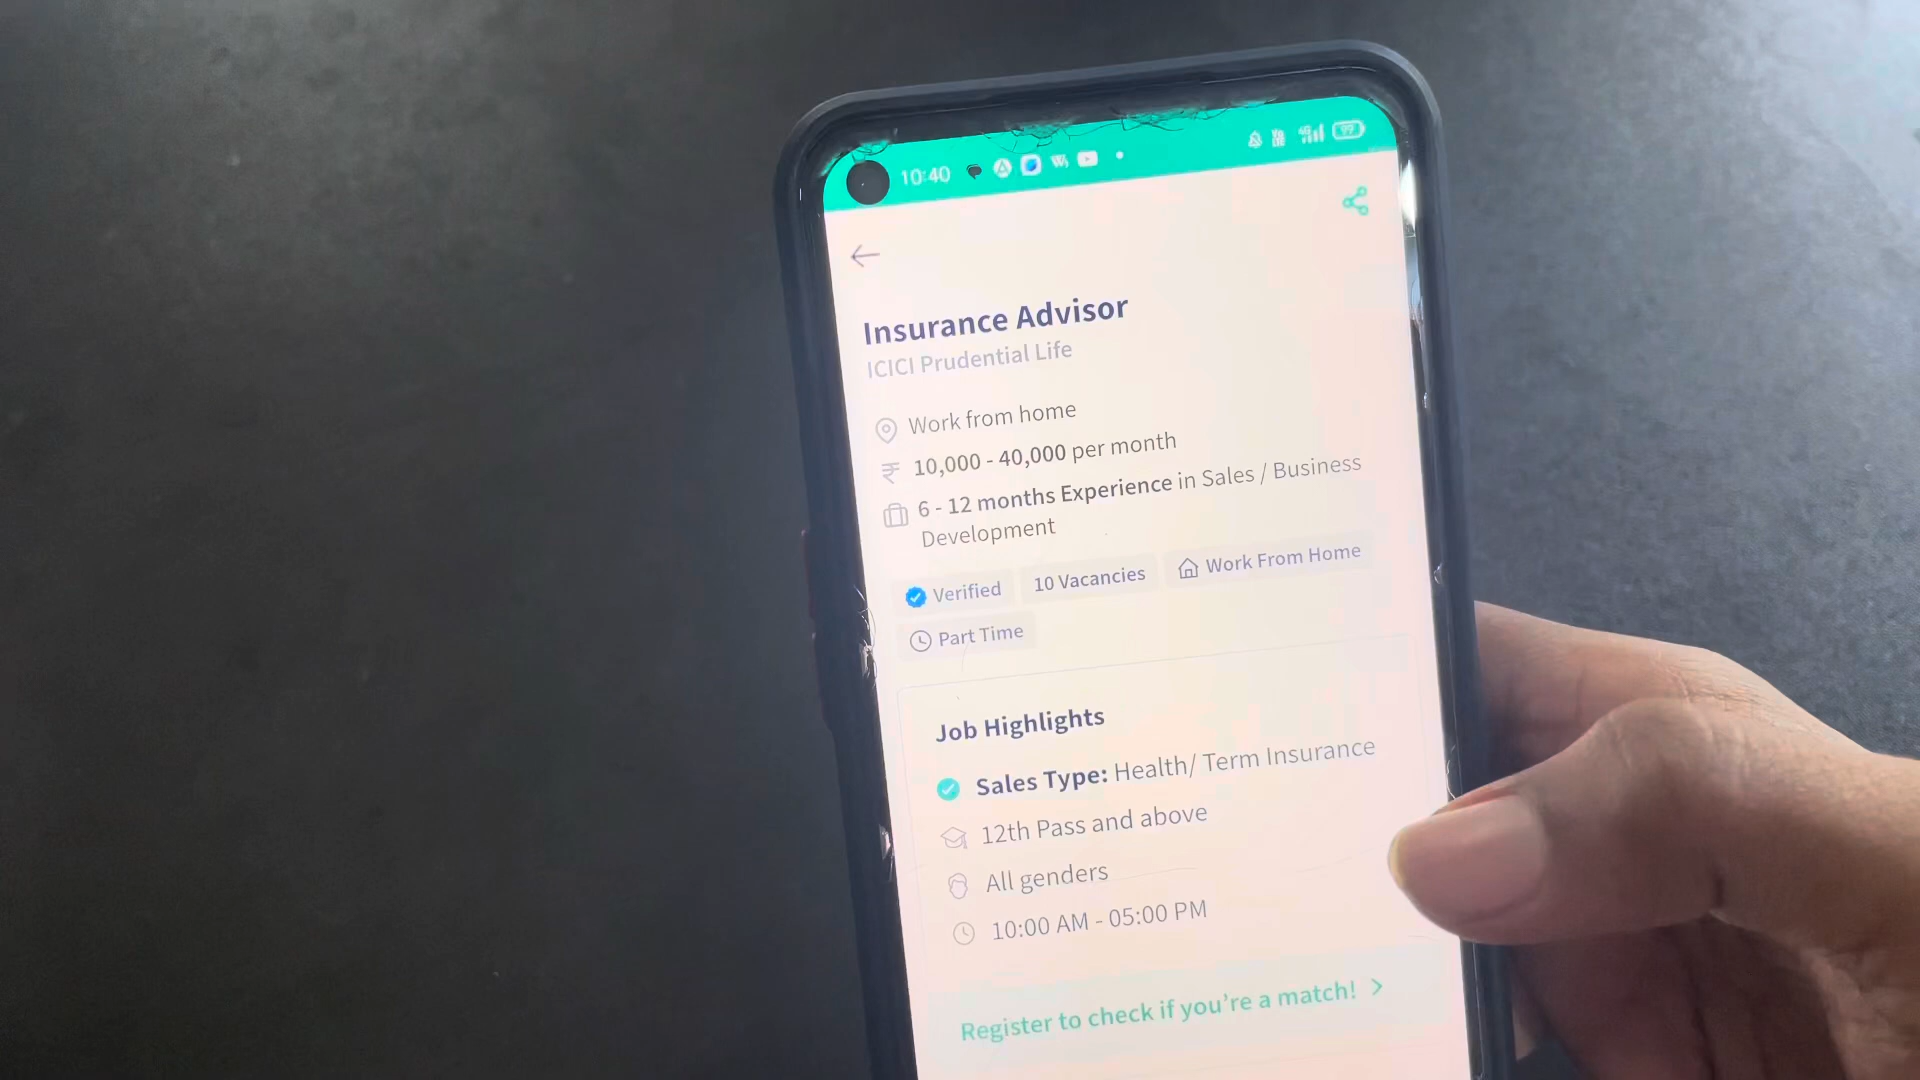 10:40
Insurance Advisor
ICICI Prudential Life
Work from home
₹ 10,000 - 40,000 per month
6 - 12 months Experience in Sales / Business
Development
Verified
10 Vacancies
Work From Home
Part Time
Job Highlights
Sales Type: Health/ Term Insurance
12th Pass and above
All genders
10:00 AM - 05:00 PM
Register to check if you're a match! >